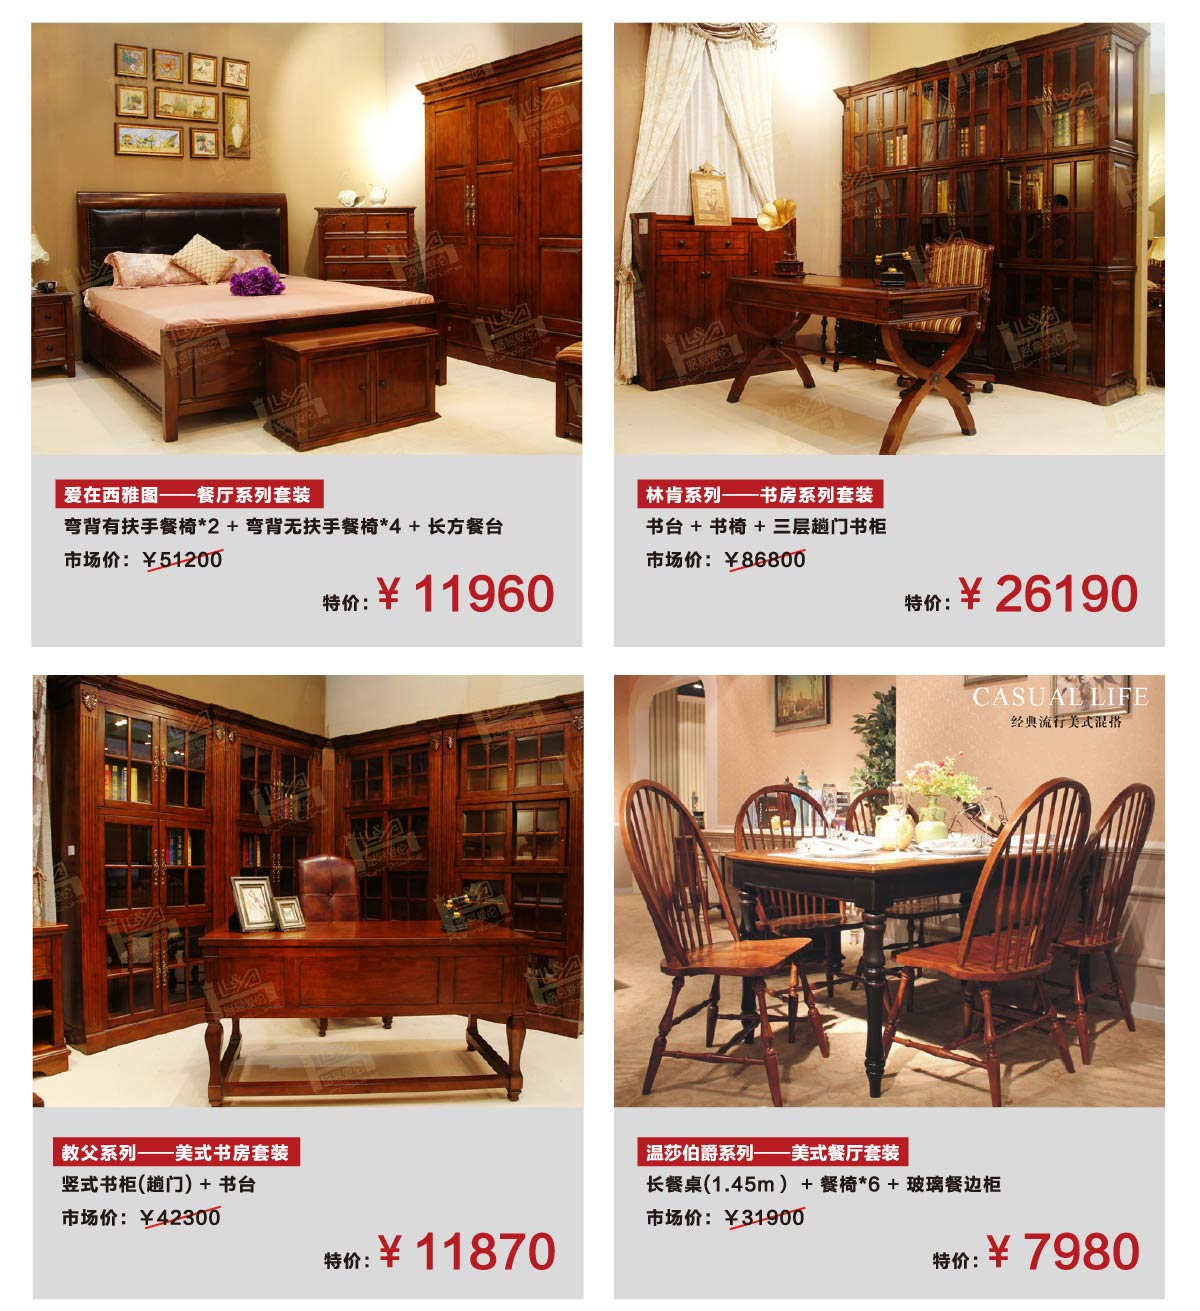 爱在西雅图——餐厅系列套装
弯背有扶手餐椅*2 + 弯背无扶手餐椅*4 + 长方餐台
市场价：￥51200
特价：￥11960
林肯系列——书房系列套装
书台 + 书椅 + 三层趟门书柜
市场价：￥86800
特价：￥26190
教父系列——美式书房套装
竖式书柜(趟门) + 书台
市场价：￥42300
特价：￥11870
CASUAL LIFE
经典流行美式混搭
温莎伯爵系列——美式餐厅套装
长餐桌(1.45m ） + 餐椅*6 + 玻璃餐边柜
市场价：￥31900
特价：￥7980